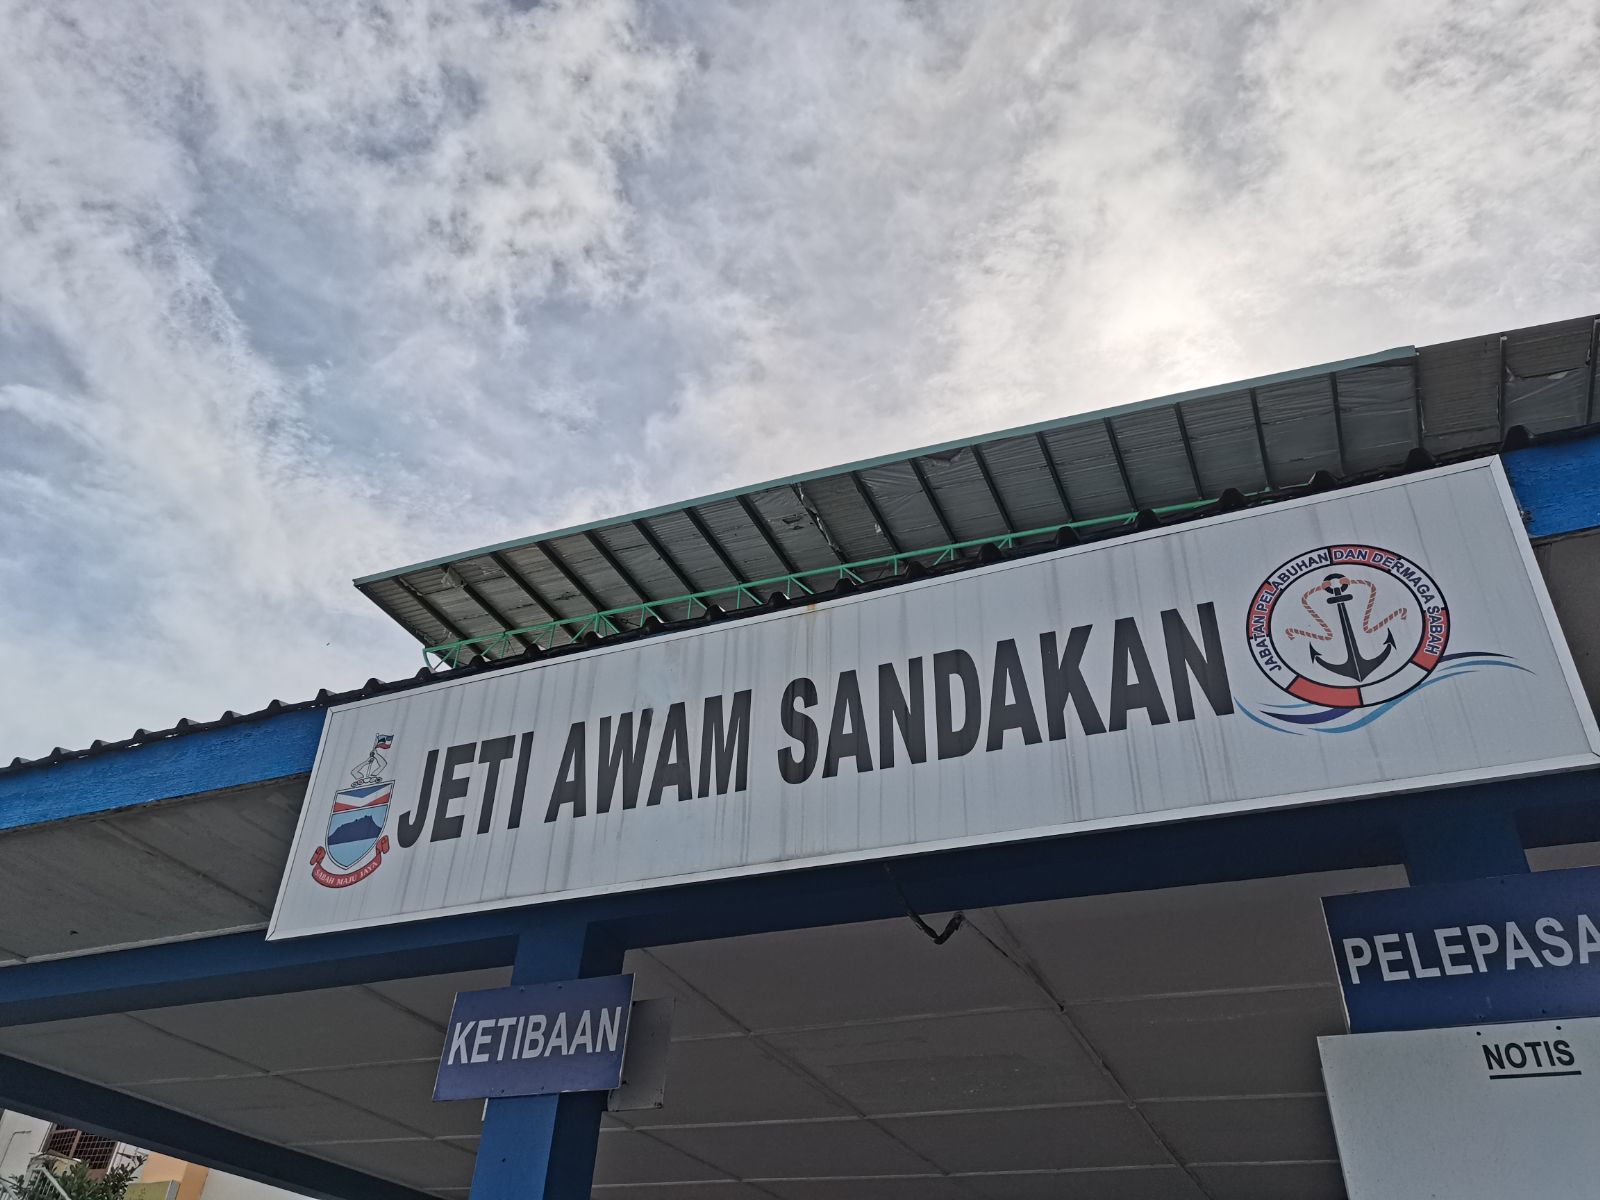 JETI AWAM SANDAKAN
JABATAN PELABUHAN DAN DERMAGA SABAH
SABAH MAJU JAYA
KETIBAAN
PELEPASA
NOTIS